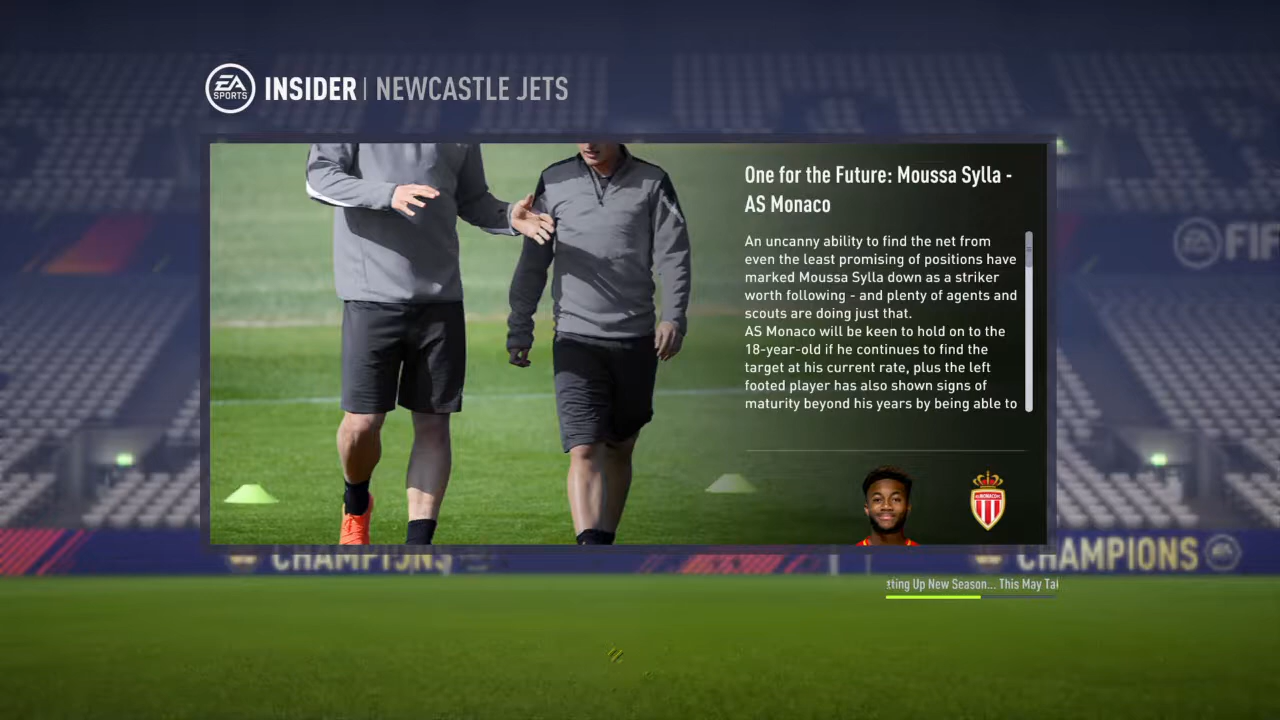 EA
SPORTS
INSIDER | NEWCASTLE JETS
One for the Future: Moussa Sylla -
AS Monaco
An uncanny ability to find the net from
even the least promising of positions have
marked Moussa Sylla down as a striker
worth following - and plenty of agents and
scouts are doing just that.
AS Monaco will be keen to hold on to the
18-year-old if he continues to find the
target at his current rate, plus the left
footed player has also shown signs of
maturity beyond his years by being able to
FIF
CHAMPIONS
CHAMPIONS
tting Up New Season... This May Tak